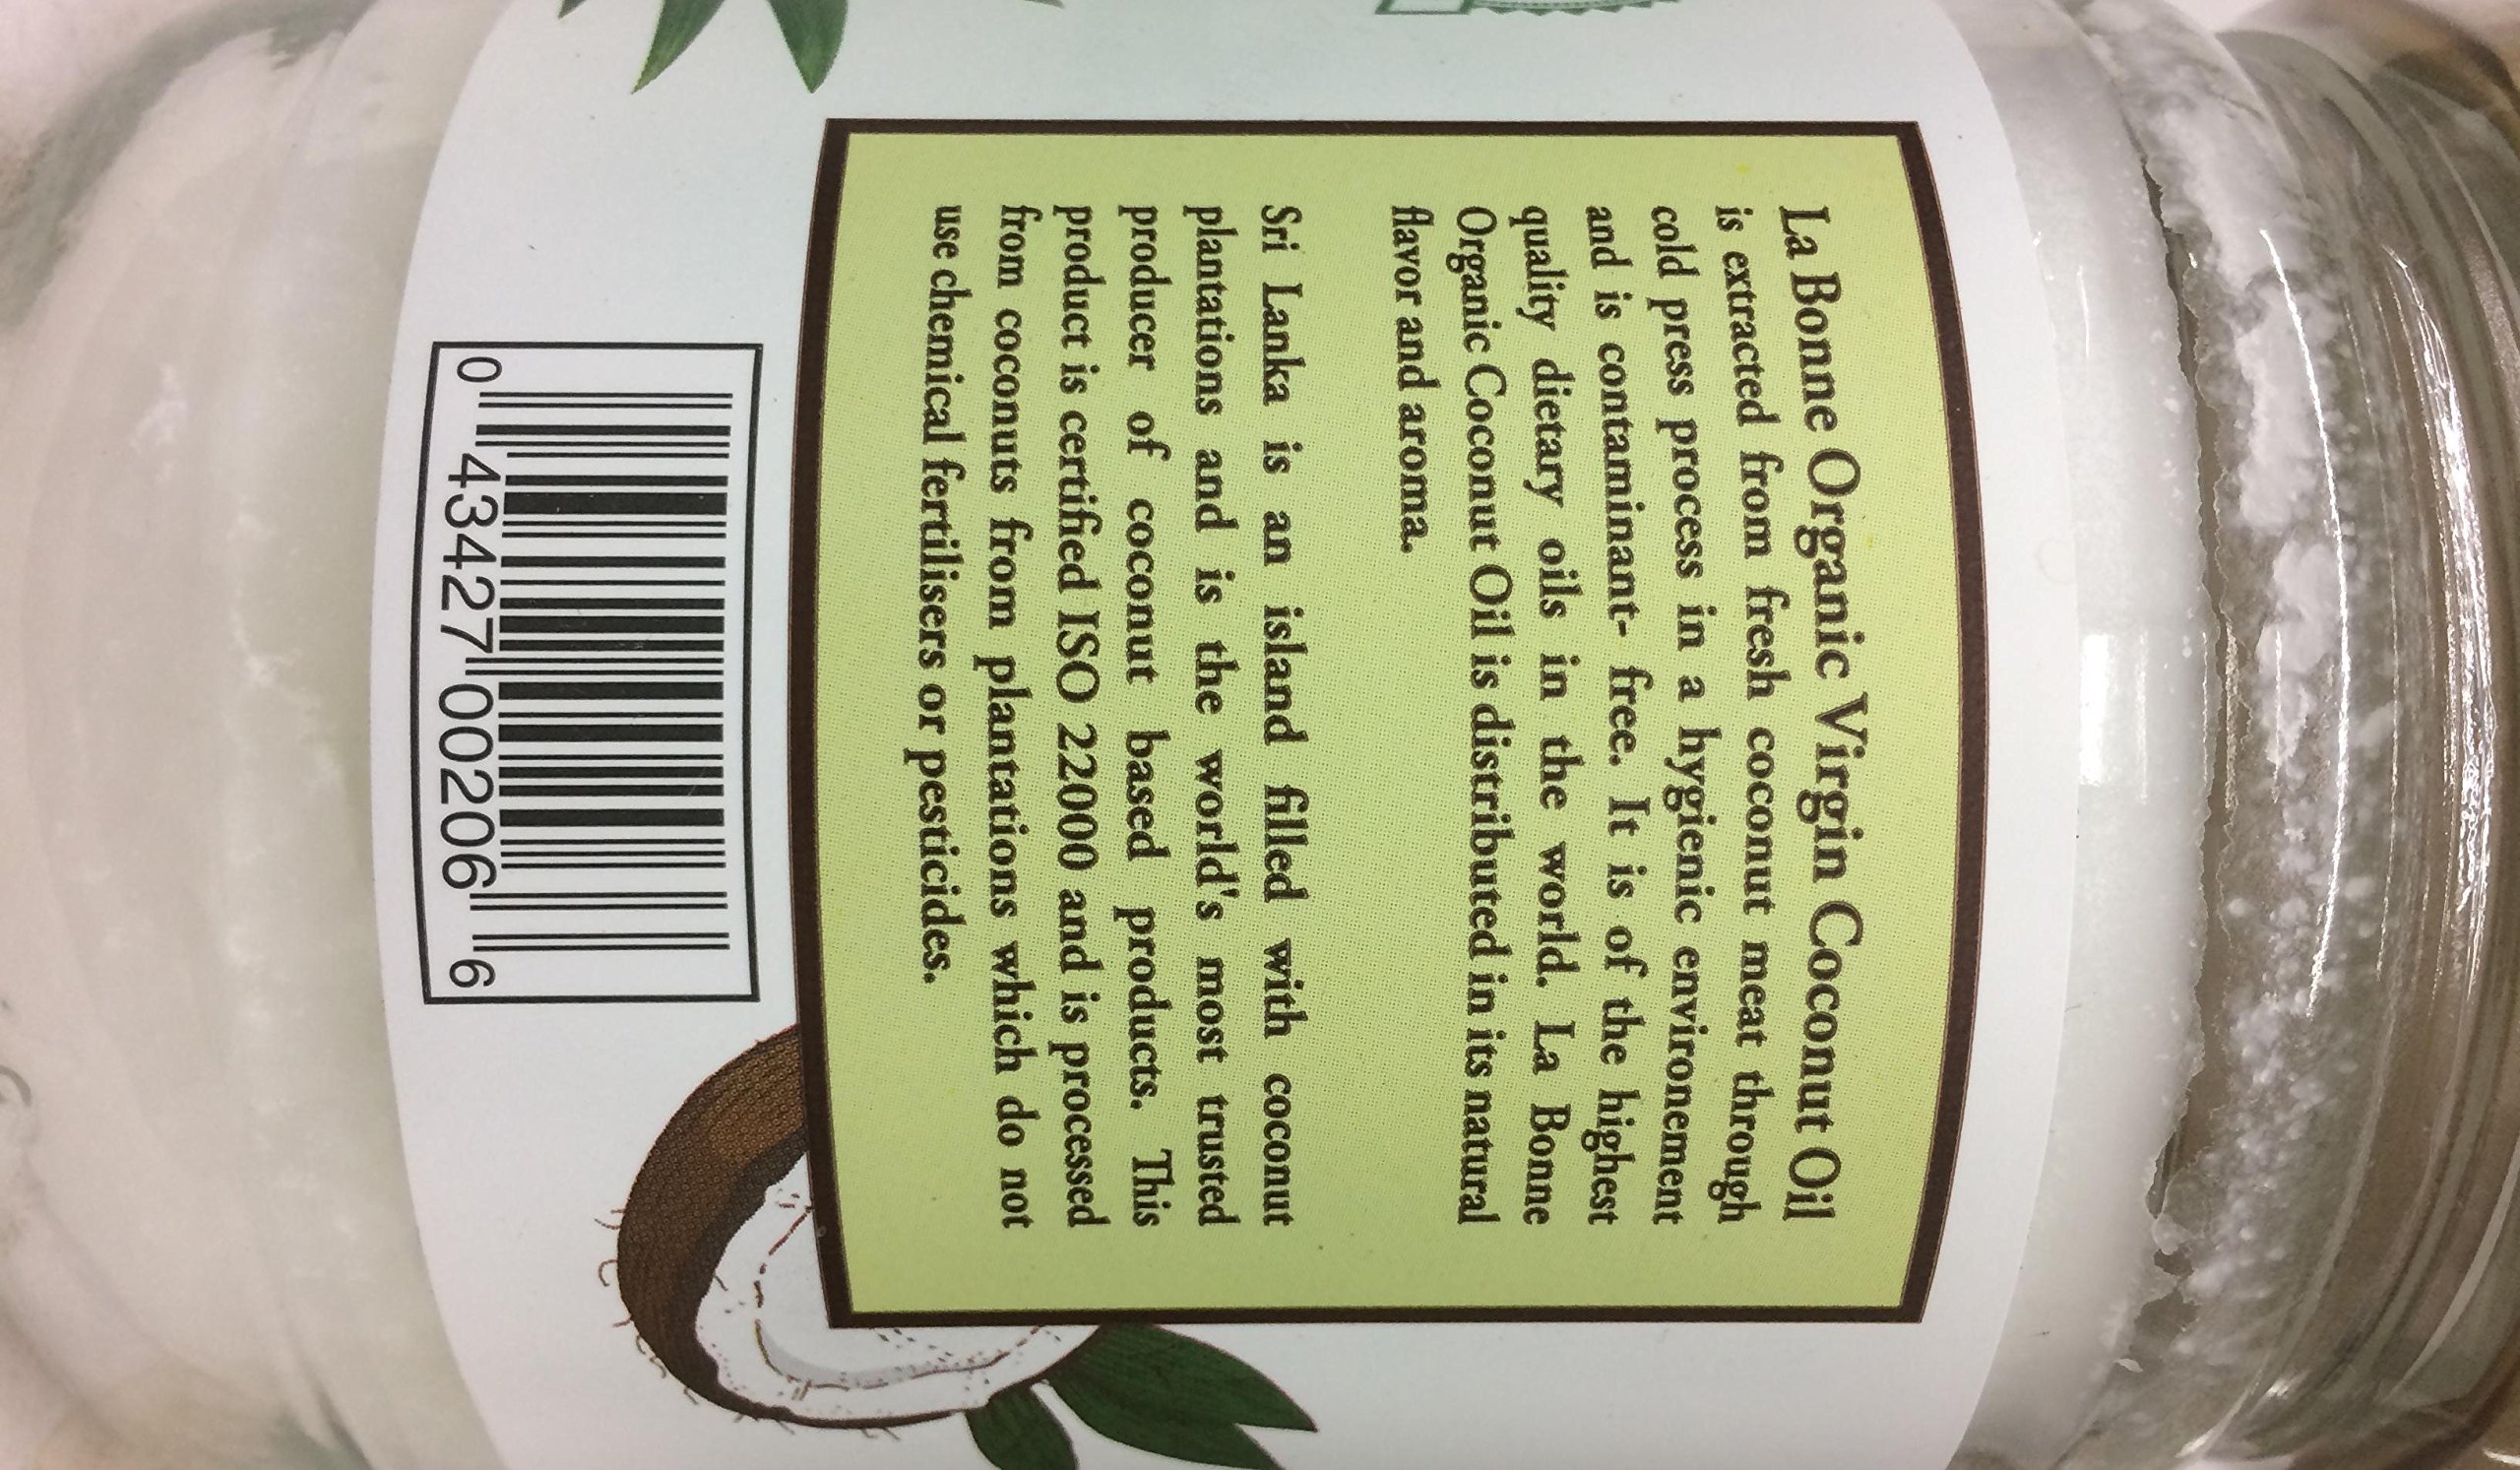 La Bonne Organic Virgin Coconut Oil
is extracted from fresh coconut meat through
cold press process in a hygienic environement
and is contaminant- free. It is of the highest
quality dietary oils in the world. La Bonne
Organic Coconut Oil is distributed in its natural
flavor and aroma.
Sri Lanka is an island filled with coconut
plantations and is the world's most trusted
producer of coconut based products. This
product is certified ISO 22000 and is processed
from coconuts from plantations which do not
use chemical fertilisers or pesticides.
0 43427 00206 6